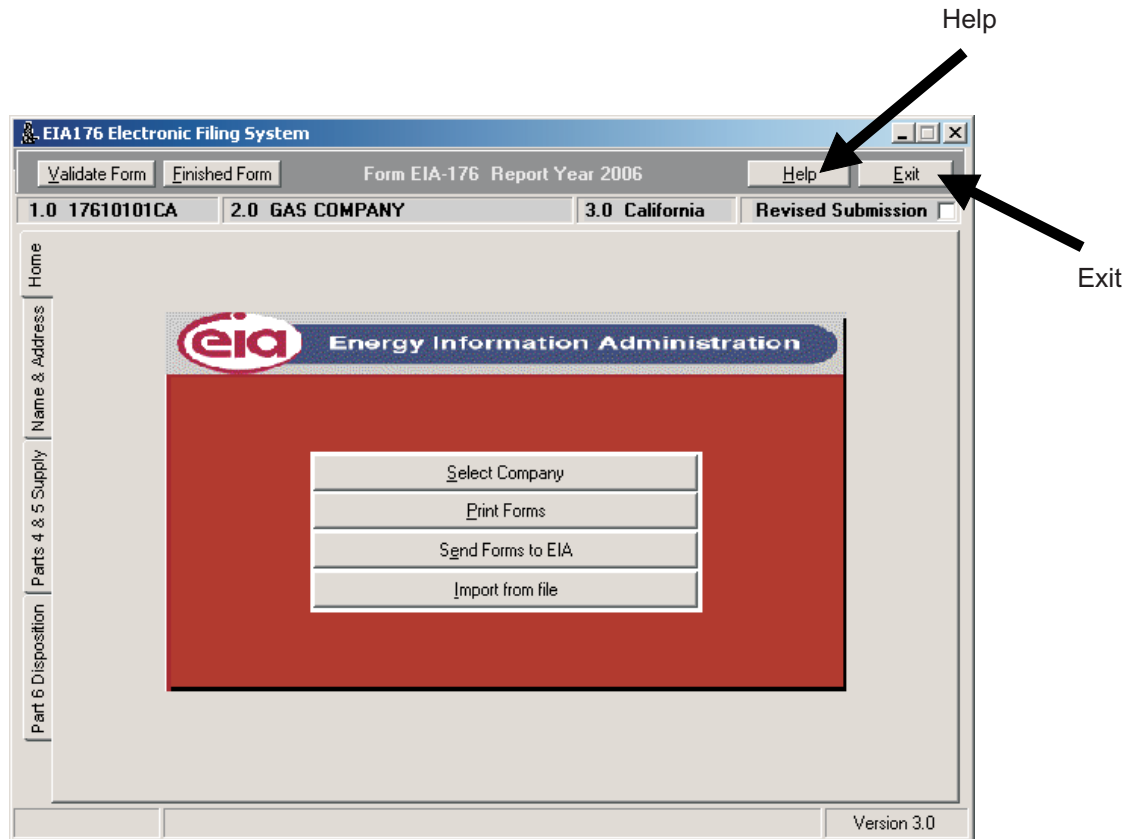 Help
EIA176 Electronic Filing System
Validate Form Finished Form Form EIA-176 Report Year 2006 Help Exit
1.0 17610101CA 2.0 GAS COMPANY 3.0 California Revised Submission
Exit
Home
Name & Address
Parts 4 & 5 Supply
Part 6 Disposition
eia Energy Information Administration
Select Company
Print Forms
Send Forms to EIA
Import from file
Version 3.0